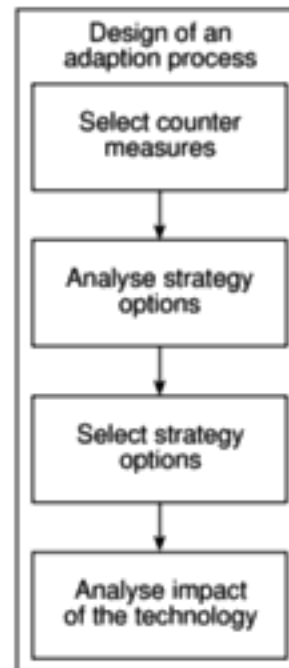 Design of an
adaption process
Select counter
measures
Analyse strategy
options
Select strategy
options
Analyse impact
of the technology